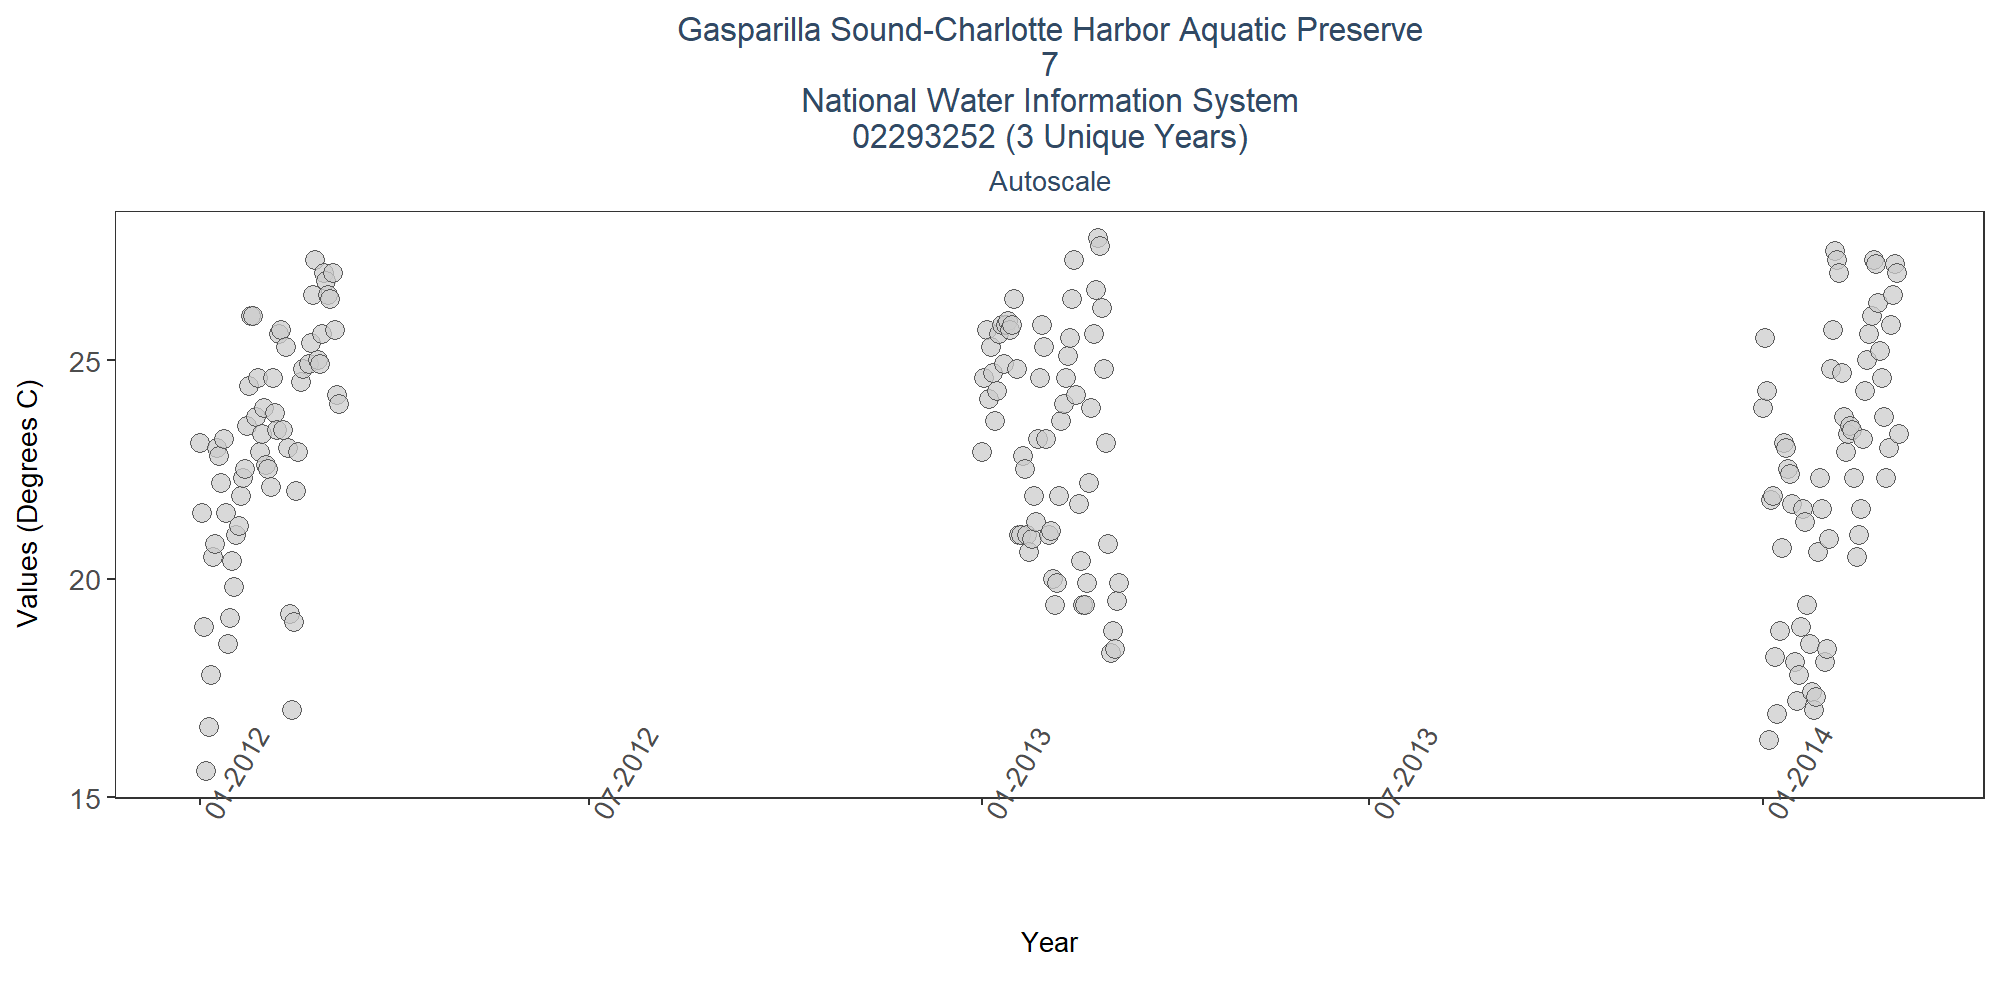 Gasparilla Sound-Charlotte Harbor Aquatic Preserve
7
National Water Information System
02293252 (3 Unique Years)
Autoscale
Values (Degrees C)
25
20
15
01-2012
07-2012
01-2013
07-2013
01-2014
Year